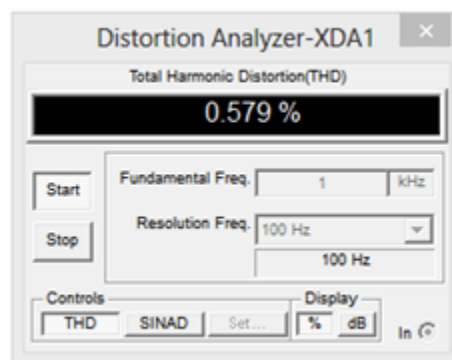 Distortion Analyzer-XDA1 ×
Total Harmonic Distortion(THD)
0.579 %
Start
Fundamental Freq. 1 kHz
Stop
Resolution Freq. 100 Hz
100 Hz
Controls Display
THD SINAD Set... % dB In